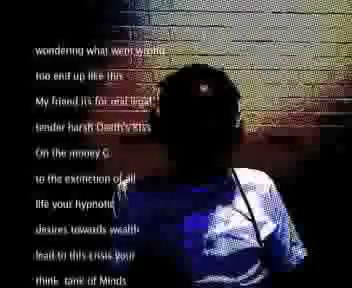 wondering what went wrong
too end up like this
My friend its for real legal
tender harsh Death's Kiss
On the money G
to the extinction of all
life your hypnotic
desires towards wealth
lead to this crisis your
think tank of Minds